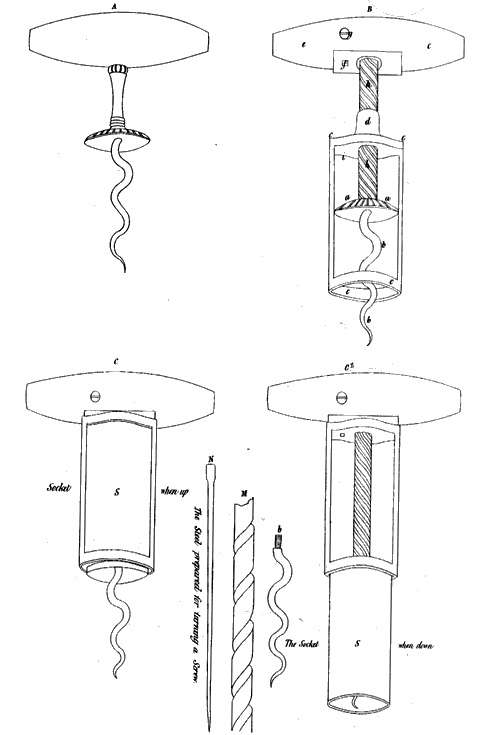 A
B
g
e
c
f
h
d
c
c
i
h
a
a
b
c
c
b
C
C²
Socket
S
when up
N
M
b
The Steel prepared for turning a Screw
The Socket
S
when down